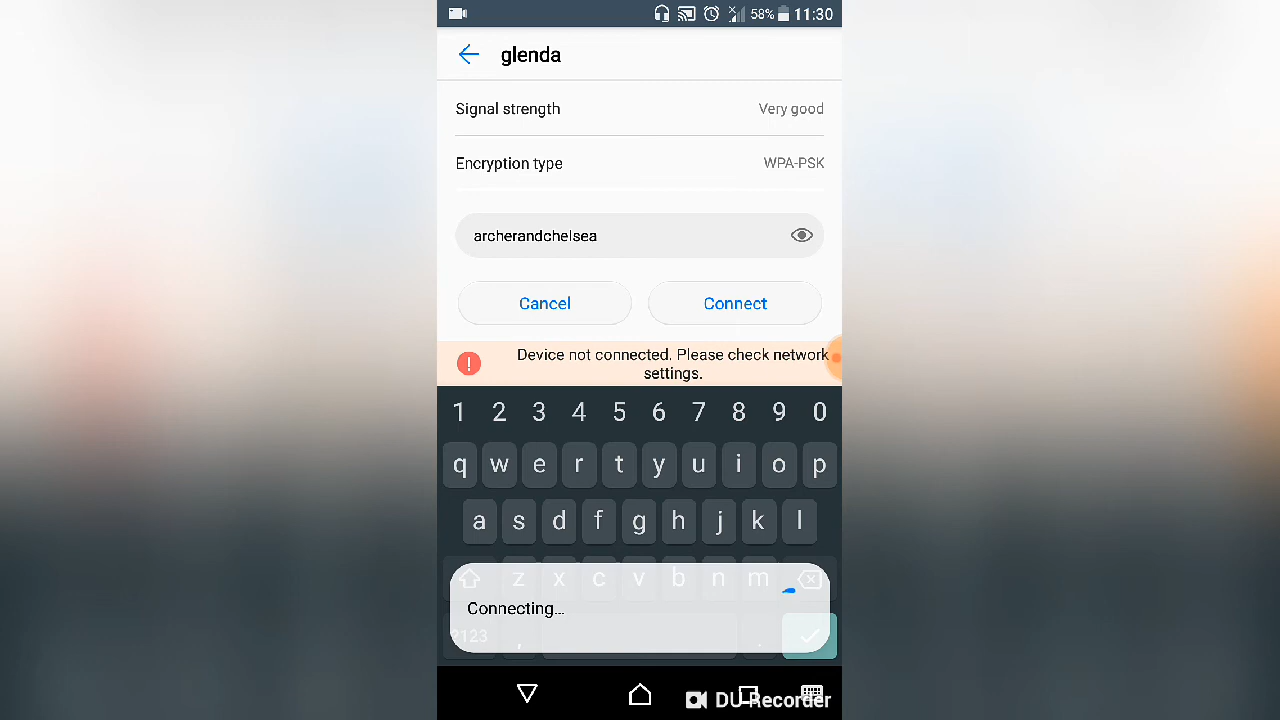 58% 11:30
glenda
Signal strength Very good
Encryption type WPA-PSK
archerandchelsea
Cancel Connect
! Device not connected. Please check network
settings.
1 2 3 4 5 6 7 8 9 0
q w e r t y u i o p
a s d f g h j k l
z x c v b n m
Connecting...
?123 , .
DU Recorder